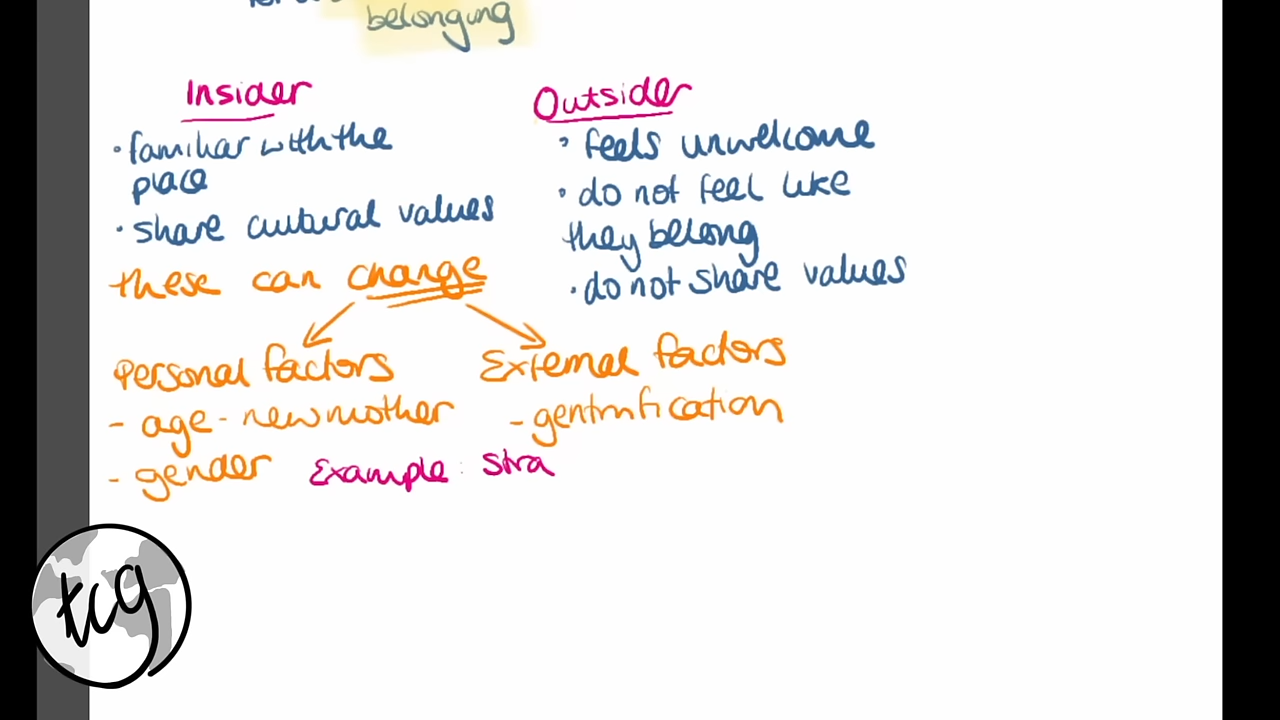 belonging
Insider
• familiar with the
place
• share cultural values
these can change
Outsider
• feels unwelcome
• do not feel like
they belong
• do not share values
Personal factors
- age - new mother
- gender
External factors
- gentrification
Example: Stra
tcg